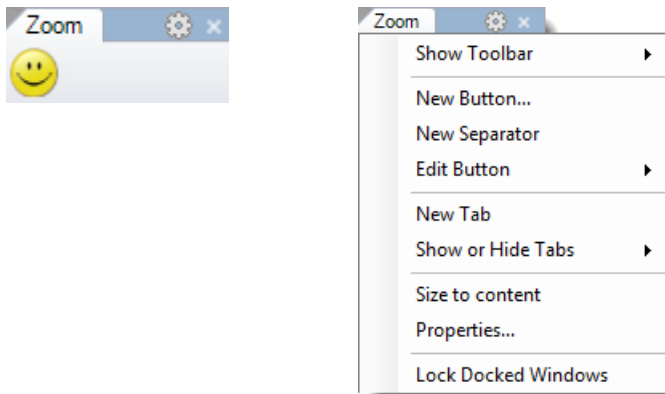 Zoom
Zoom
Show Toolbar
New Button...
New Separator
Edit Button
New Tab
Show or Hide Tabs
Size to content
Properties...
Lock Docked Windows